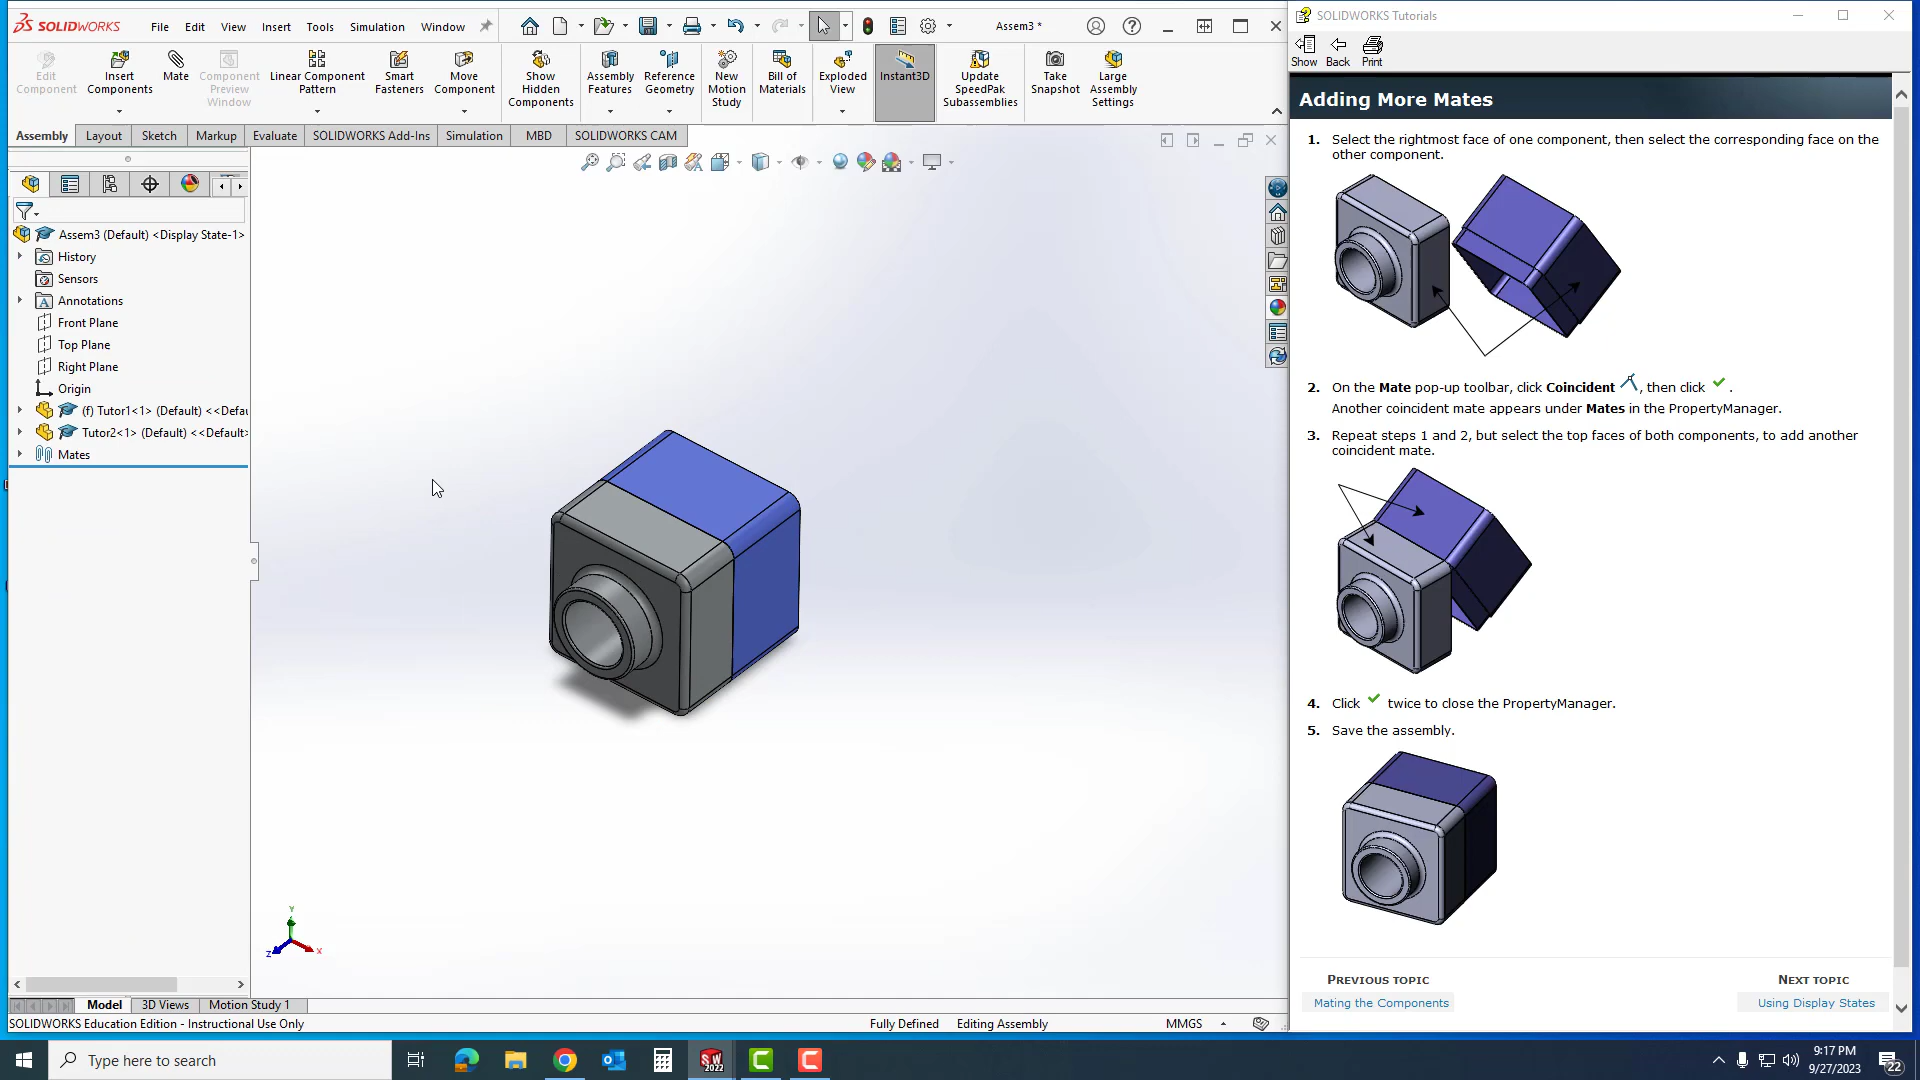 SOLIDWORKS File Edit View Insert Tools Simulation Window Assem3 *
SOLIDWORKS Tutorials
Show Back Print
Edit Component
Insert Components
Mate
Component Preview Window
Linear Component Pattern
Smart Fasteners
Move Component
Show Hidden Components
Assembly Features
Reference Geometry
New Motion Study
Bill of Materials
Exploded View
Instant3D
Update SpeedPak Subassemblies
Take Snapshot
Large Assembly Settings
Assembly Layout Sketch Markup Evaluate SOLIDWORKS Add-Ins Simulation MBD SOLIDWORKS CAM
Assem3 (Default) <Display State-1>
History
Sensors
Annotations
Front Plane
Top Plane
Right Plane
Origin
(f) Tutor1<1> (Default) <<Defau
Tutor2<1> (Default) <<Default>
Mates
Y
Z
X
Model 3D Views Motion Study 1
SOLIDWORKS Education Edition - Instructional Use Only
Fully Defined Editing Assembly MMGS
Adding More Mates
1. Select the rightmost face of one component, then select the corresponding face on the
other component.
2. On the Mate pop-up toolbar, click Coincident , then click .
Another coincident mate appears under Mates in the PropertyManager.
3. Repeat steps 1 and 2, but select the top faces of both components, to add another
coincident mate.
4. Click twice to close the PropertyManager.
5. Save the assembly.
PREVIOUS TOPIC
Mating the Components
NEXT TOPIC
Using Display States
Type here to search
SW 2022
9:17 PM
9/27/2023
22